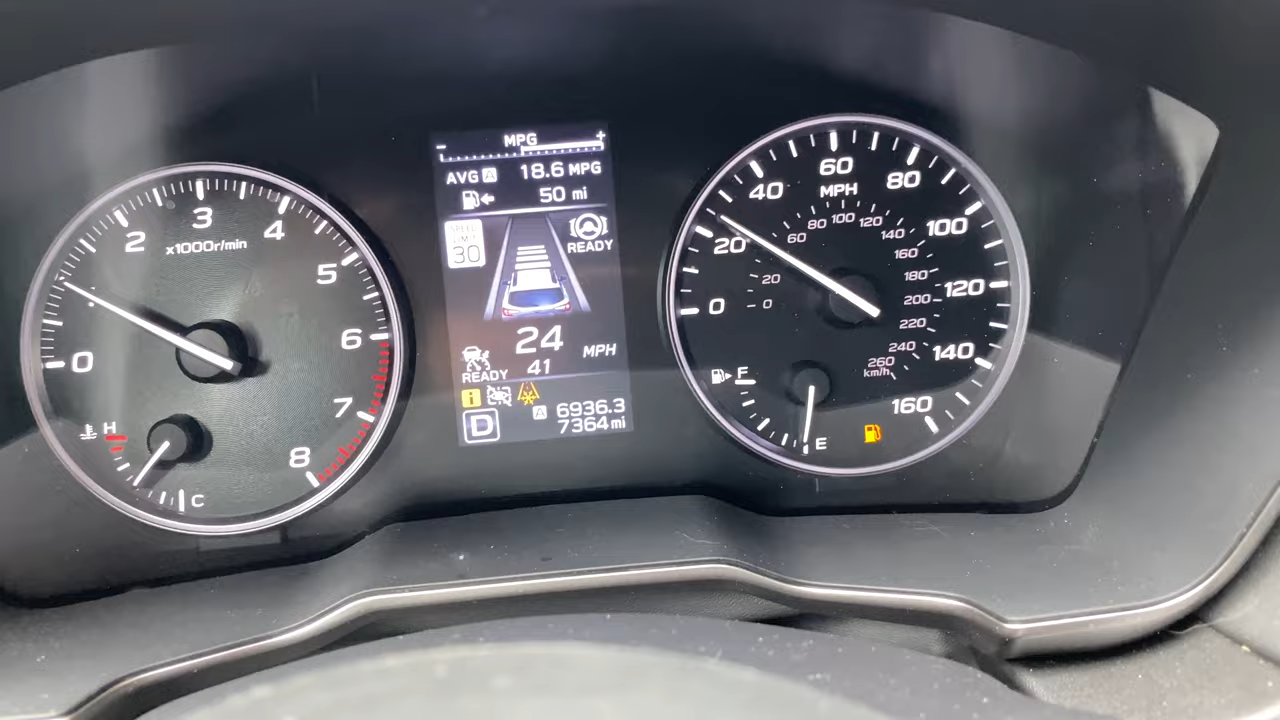 0
2
3
4
5
6
7
8
x1000r/min
H
C
MPG
- +
AVG A 18.6 MPG
50 mi
SPEED
LIMIT
30
READY
24 MPH
41
READY
i
D
A 6936.3
7364 mi
0
20
40
60
80
100
120
140
160
MPH
0
20
60
80
100
120
140
160
180
200
220
240
260
km/h
F
E